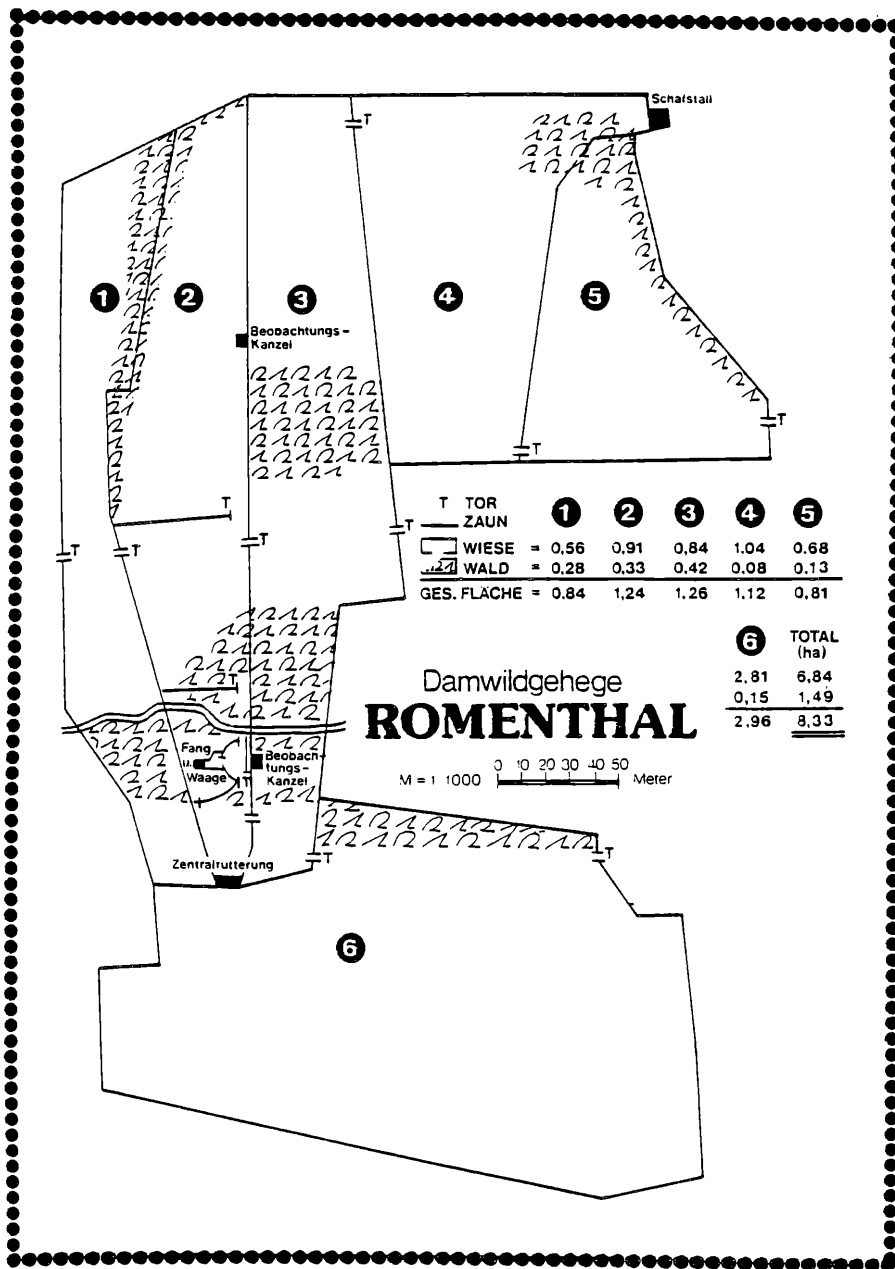 Schafstall
T
1
2
3
4
5
Beobachtungs-
Kanzel
T
T
T
T
T
T
T
T
T TOR 1 2 3 4 5
ZAUN
WIESE = 0,56 0,91 0,84 1.04 0.68
WALD = 0,28 0,33 0,42 0.08 0.13
GES. FLÄCHE = 0.84 1,24 1.26 1,12 0,81
6 TOTAL
(ha)
2,81 6,84
0,15 1,49
2,96 8,33
Damwildgehege
ROMENTHAL
M = 1:1000 0 10 20 30 40 50 Meter
T
Fang
u.
Waage
Beobach-
tungs-
Kanzel
T
Zentralfütterung
T
T
6